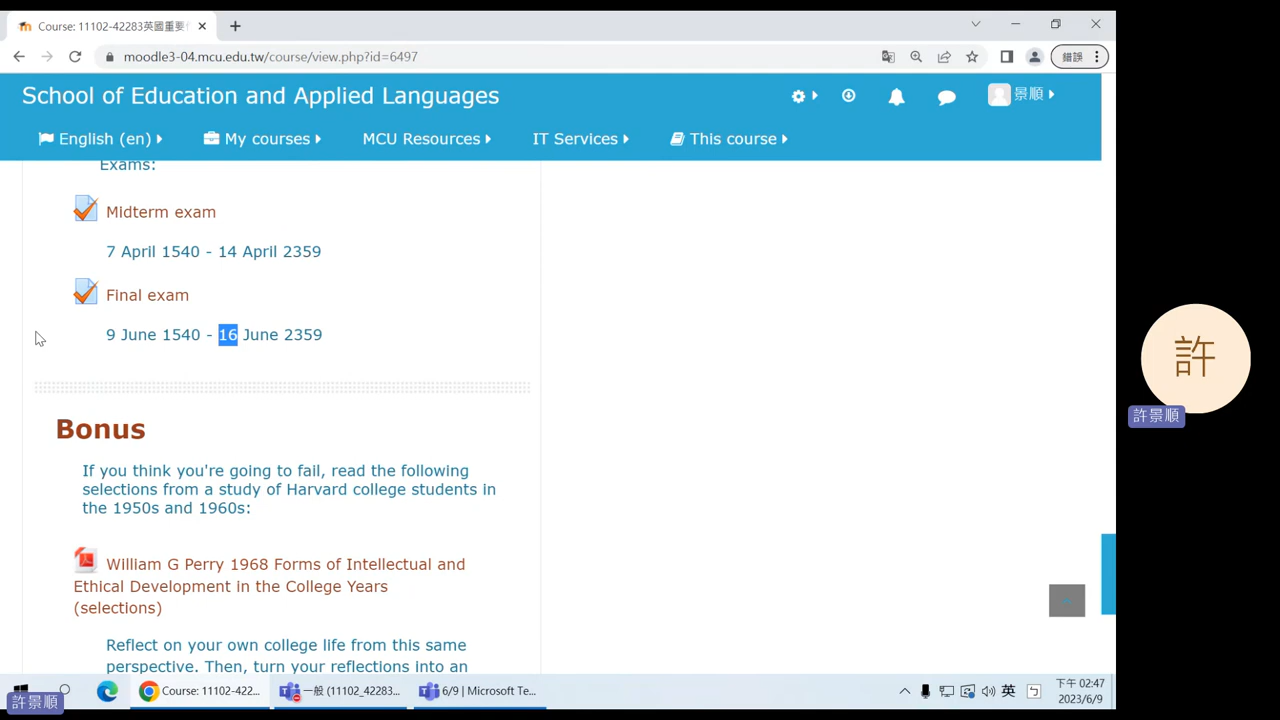 Course: 11102-42283英國重要
moodle3-04.mcu.edu.tw/course/view.php?id=6497
錯誤
School of Education and Applied Languages
景順
English (en)
My courses
MCU Resources
IT Services
This course
Exams:
Midterm exam
7 April 1540 - 14 April 2359
Final exam
9 June 1540 - 16 June 2359
Bonus
If you think you're going to fail, read the following
selections from a study of Harvard college students in
the 1950s and 1960s:
William G Perry 1968 Forms of Intellectual and
Ethical Development in the College Years
(selections)
Reflect on your own college life from this same
perspective. Then, turn your reflections into an
許
許景順
許景順
Course: 11102-422...
一般 (11102_42283...
6/9 | Microsoft Te...
英
ㄅ
下午 02:47
2023/6/9